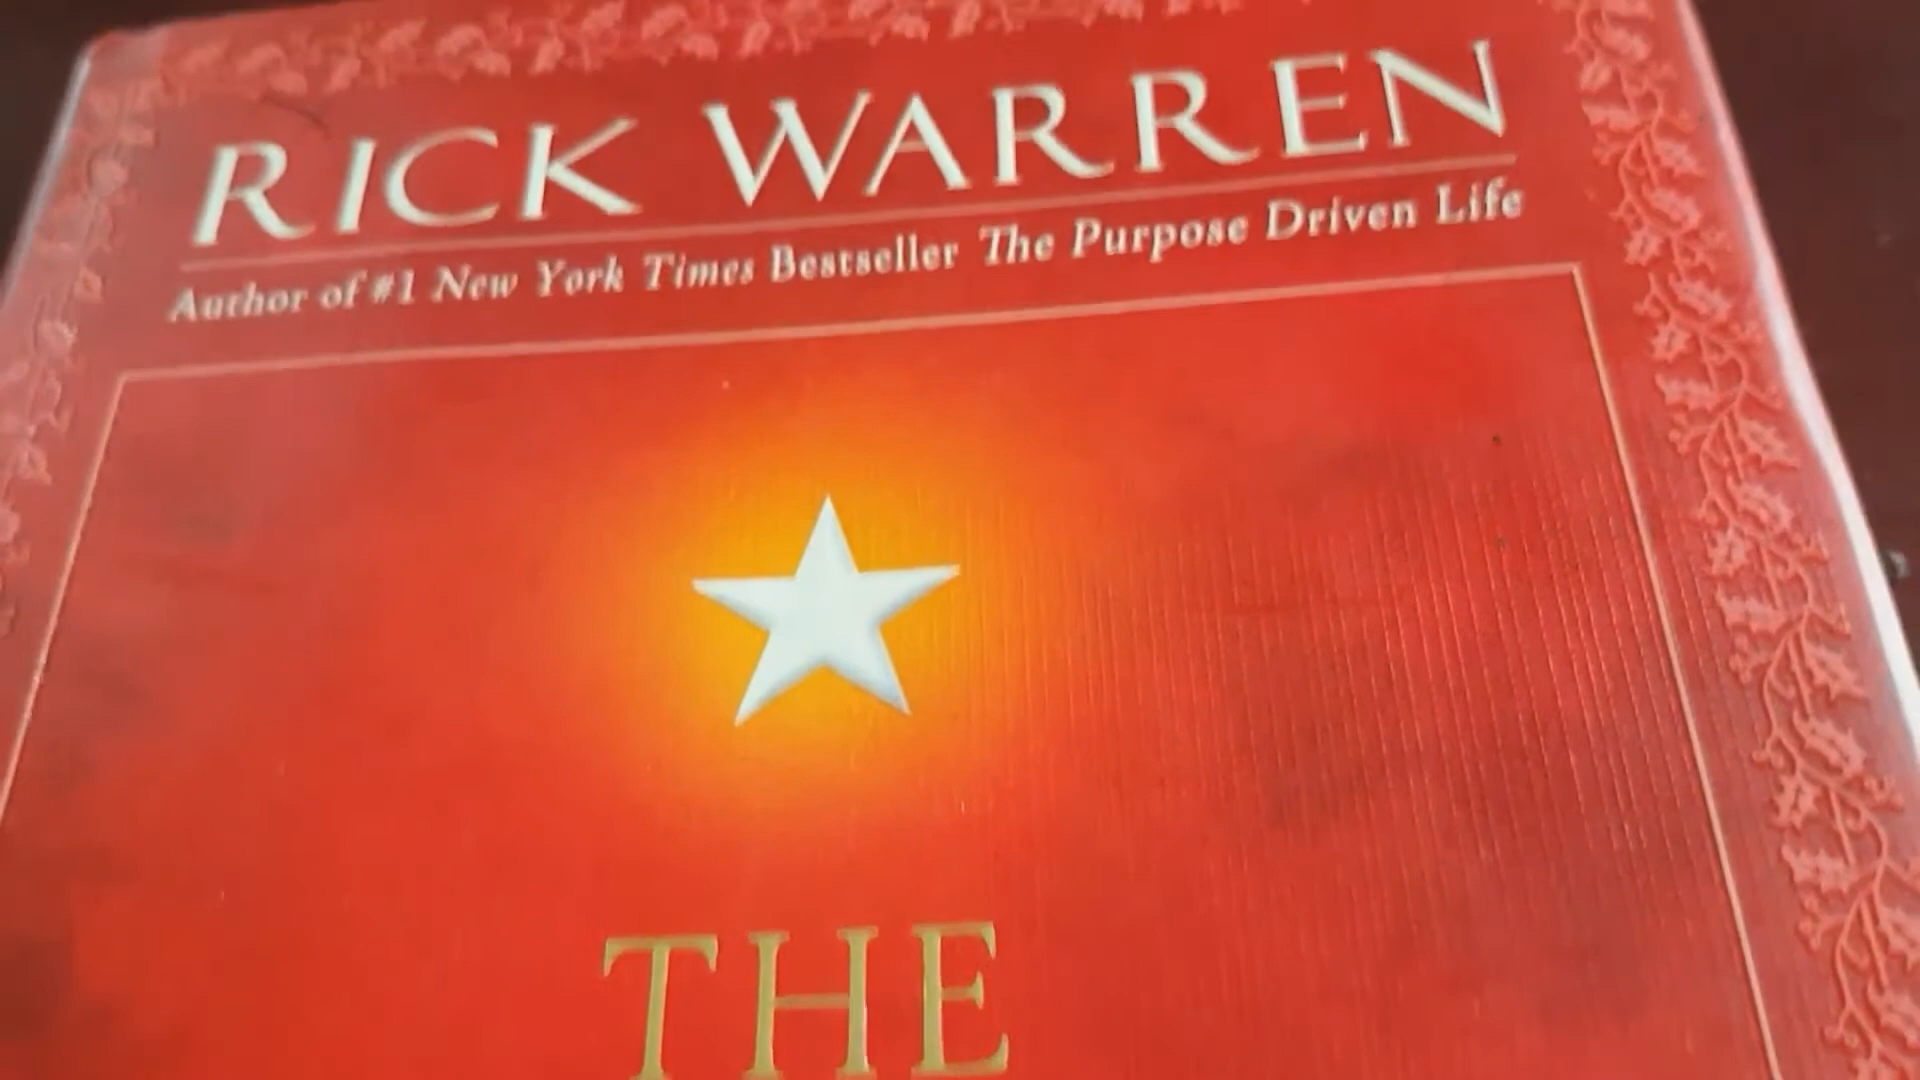 RICK WARREN
Author of #1 New York Times Bestseller The Purpose Driven Life
THE